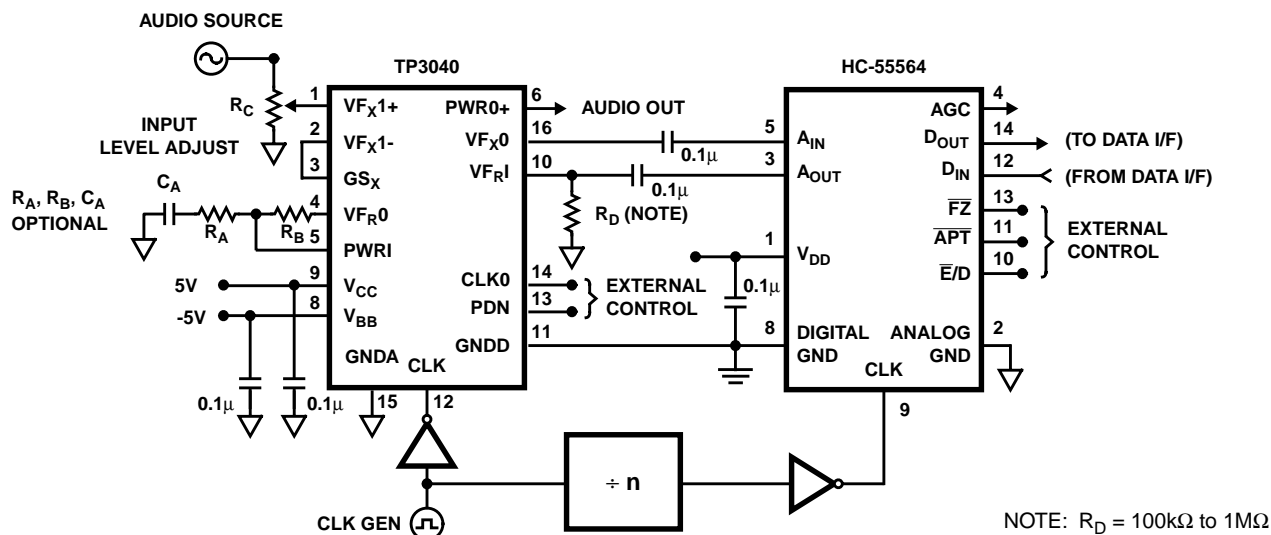 AUDIO SOURCE
TP3040
HC-55564
R_C
INPUT
LEVEL ADJUST
1 VF_X1+
2 VF_X1-
3 GS_X
4 VF_R0
5 PWRI
9 V_CC
8 V_BB
GNDA
CLK
15
12
C_A
R_A, R_B, C_A
OPTIONAL
R_A
R_B
5V
-5V
0.1μ
0.1μ
PWR0+ 6 AUDIO OUT
VF_X0 16
VF_RI 10
CLK0 14
PDN 13
GNDD 11
EXTERNAL
CONTROL
0.1μ
0.1μ
R_D (NOTE)
0.1μ
5 A_IN
3 A_OUT
1 V_DD
8 DIGITAL
GND
ANALOG
GND 2
CLK
9
AGC 4
D_OUT 14 (TO DATA I/F)
D_IN 12 (FROM DATA I/F)
F̅Z̅ 13
A̅P̅T̅ 11
E̅/D 10
EXTERNAL
CONTROL
÷ n
CLK GEN
NOTE: R_D = 100kΩ to 1MΩ